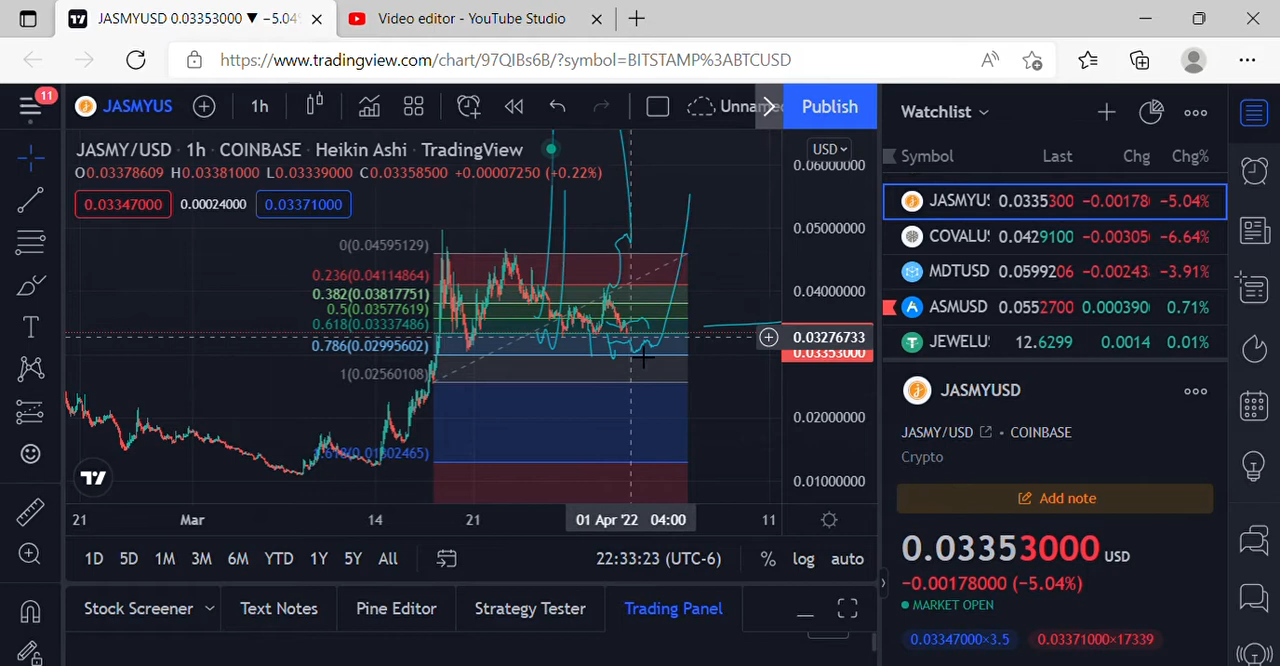 JASMYUSD 0.03353000 ▼ −5.04
Video editor - YouTube Studio
https://www.tradingview.com/chart/97QIBs6B/?symbol=BITSTAMP%3ABTCUSD
11
JASMYUS 1h Publish
Watchlist
JASMY/USD · 1h · COINBASE · Heikin Ashi · TradingView
USD
O0.03378609 H0.03381000 L0.03339000 C0.03358500 +0.00007250 (+0.22%)
0.03347000 0.00024000 0.03371000
Symbol Last Chg Chg%
JASMYUS 0.0335300 −0.00178 −5.04%
COVALU 0.0429100 −0.00305 −6.64%
MDTUSD 0.0599206 −0.00243 −3.91%
ASMUSD 0.0552700 0.000390 0.71%
JEWELU 12.6299 0.0014 0.01%
0.06000000
0.05000000
0.04000000
0.03276733
0.03353000
0.02000000
0.01000000
0(0.04595129)
0.236(0.04114864)
0.382(0.03817751)
0.5(0.03577619)
0.618(0.03337486)
0.786(0.02995602)
1(0.02560108)
21 Mar 14 21 01 Apr '22 04:00 11
1D 5D 1M 3M 6M YTD 1Y 5Y All 22:33:23 (UTC-6) % log auto
Stock Screener Text Notes Pine Editor Strategy Tester Trading Panel
JASMYUSD
JASMY/USD • COINBASE
Crypto
Add note
0.03353000 USD
−0.00178000 (−5.04%)
MARKET OPEN
0.03347000×3.5 0.03371000×17339